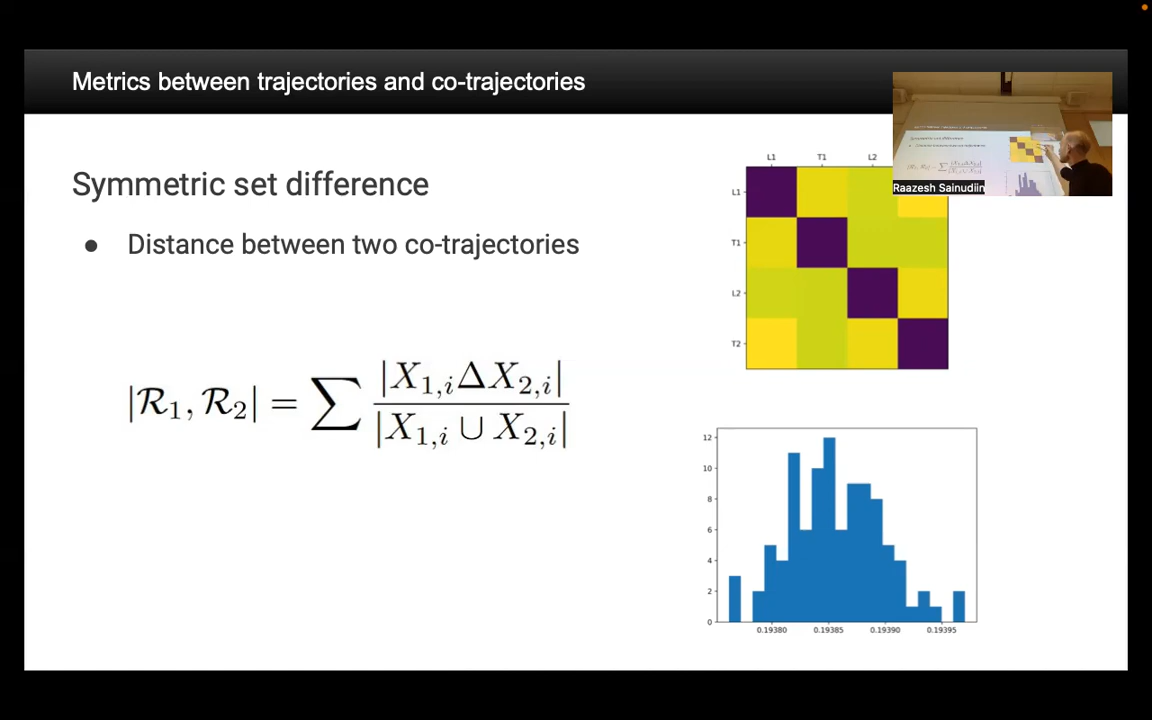 Metrics between trajectories and co-trajectories
Symmetric set difference
● Distance between two co-trajectories
|ℛ₁, ℛ₂| = ∑ |X₁,ᵢΔX₂,ᵢ| / |X₁,ᵢ ∪ X₂,ᵢ|
L1 T1 L2
L1
T1
L2
T2
Raazesh Sainudiin
12
10
8
6
4
2
0
0.19380 0.19385 0.19390 0.19395